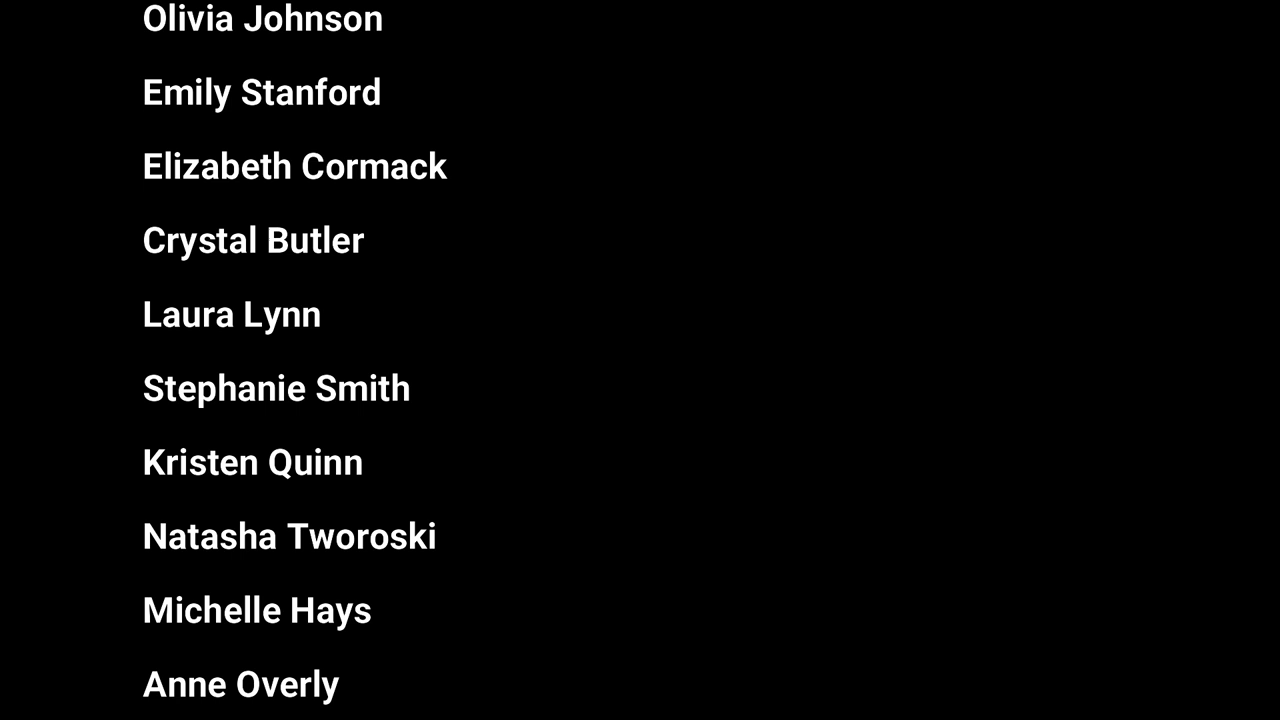 Olivia Johnson
Emily Stanford
Elizabeth Cormack
Crystal Butler
Laura Lynn
Stephanie Smith
Kristen Quinn
Natasha Tworoski
Michelle Hays
Anne Overly